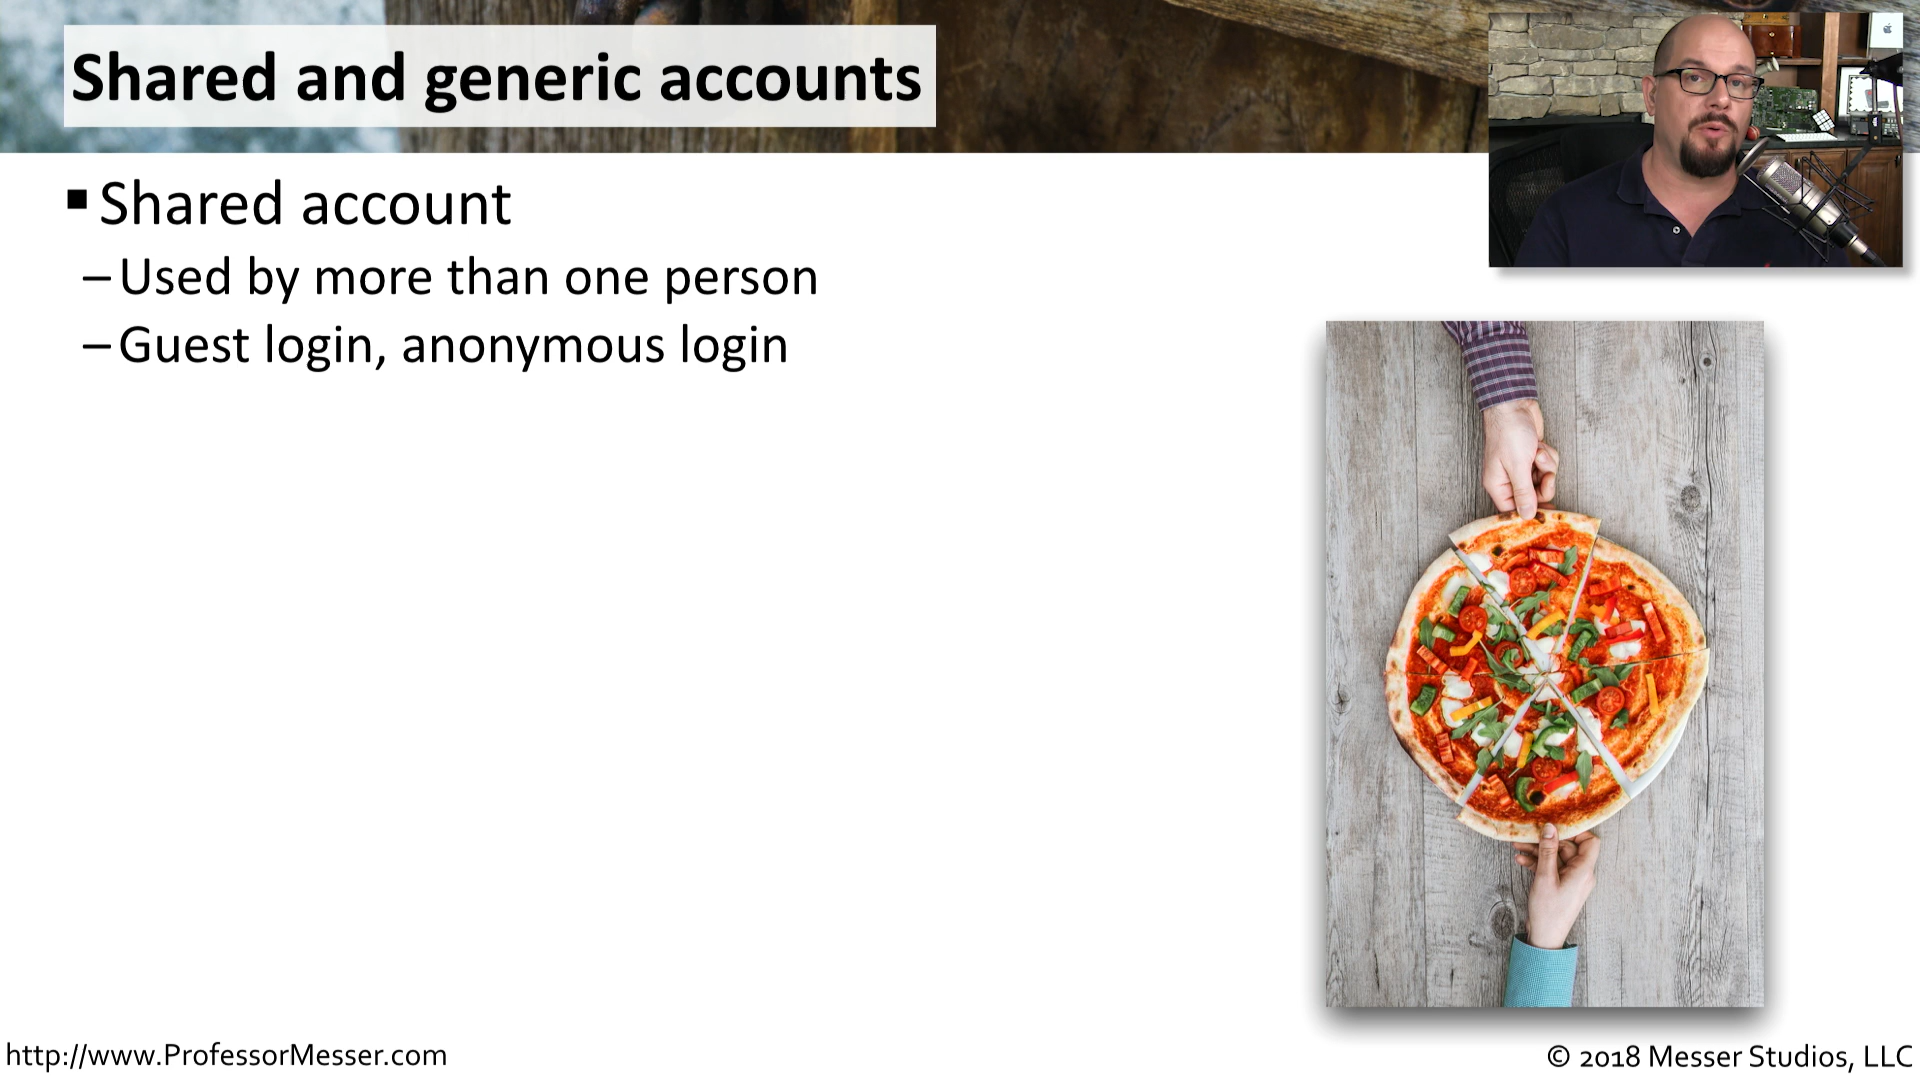 Shared and generic accounts
▪ Shared account
– Used by more than one person
– Guest login, anonymous login
http://www.ProfessorMesser.com
© 2018 Messer Studios, LLC